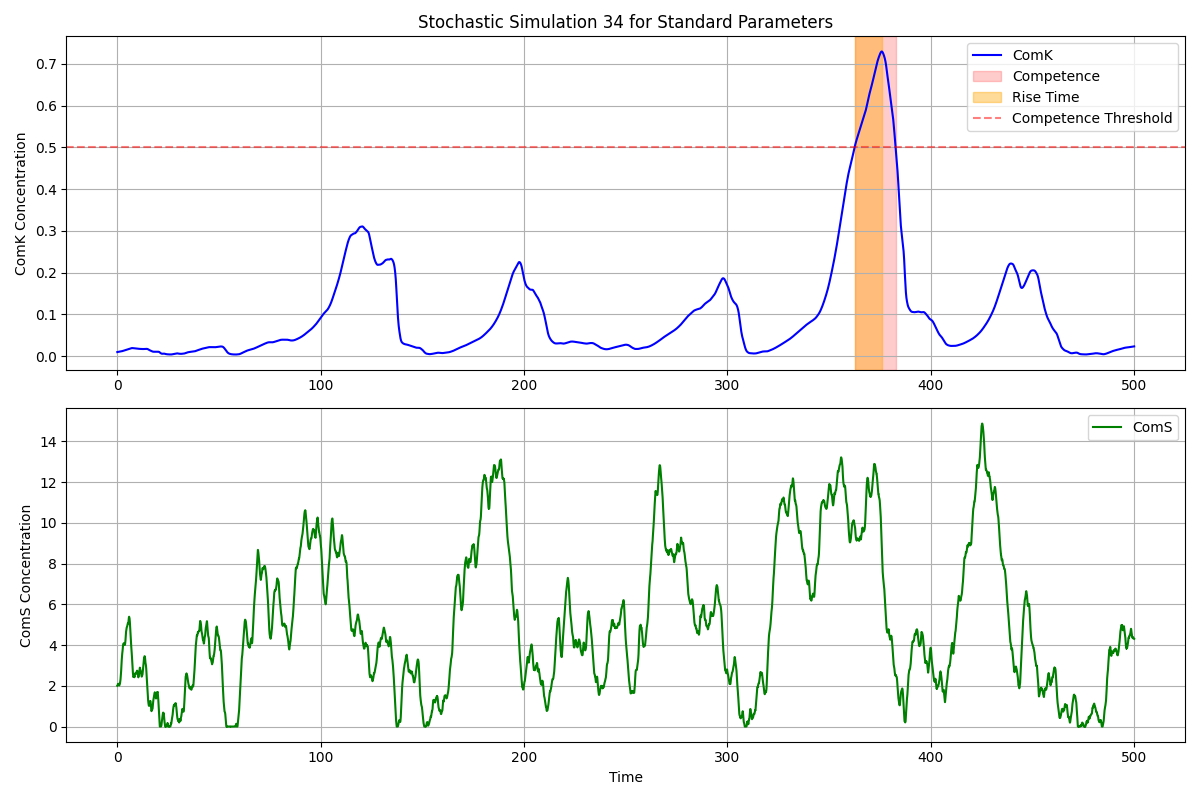 Stochastic Simulation 34 for Standard Parameters
ComK Concentration
0.7
0.6
0.5
0.4
0.3
0.2
0.1
0.0
ComK
Competence
Rise Time
Competence Threshold
0 100 200 300 400 500
ComS Concentration
14
12
10
8
6
4
2
0
ComS
0 100 200 300 400 500
Time